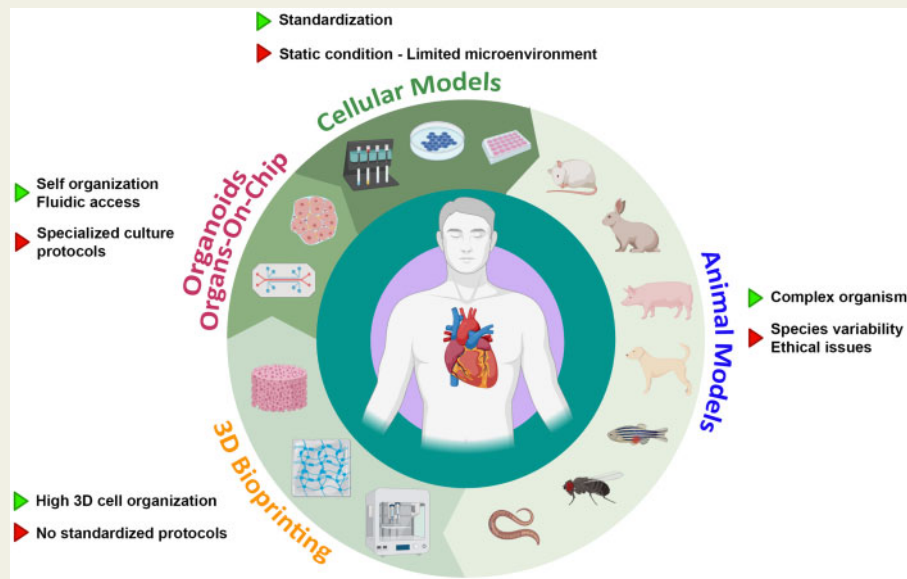 Standardization
Static condition - Limited microenvironment
Cellular Models
Organoids
Organs-On-Chip
Self organization
Fluidic access
Specialized culture
protocols
Animal Models
Complex organism
Species variability
Ethical issues
3D Bioprinting
High 3D cell organization
No standardized protocols